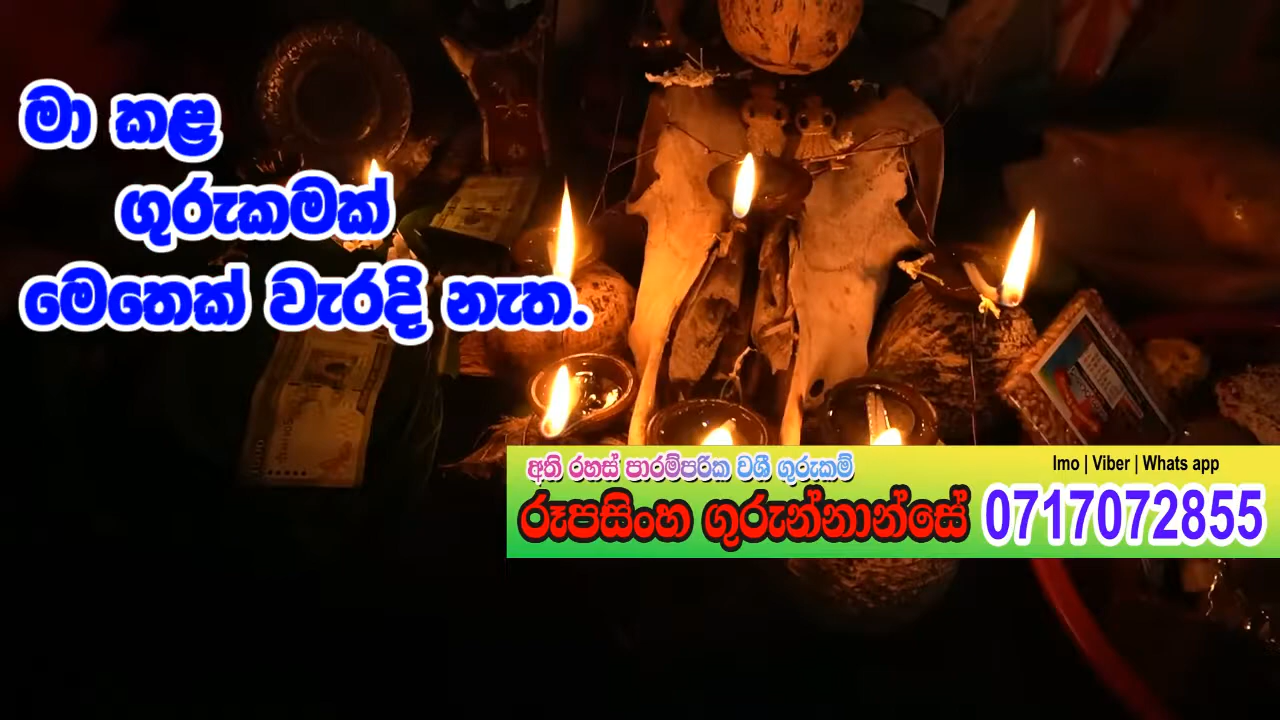 මා කළ
ගුරුකමක්
මෙතෙක් වැරදි නැත.
අති රහස් පාරම්පරික වශී ගුරුකම්
රූපසිංහ ගුරුන්නාන්සේ
Imo | Viber | Whats app
0717072855